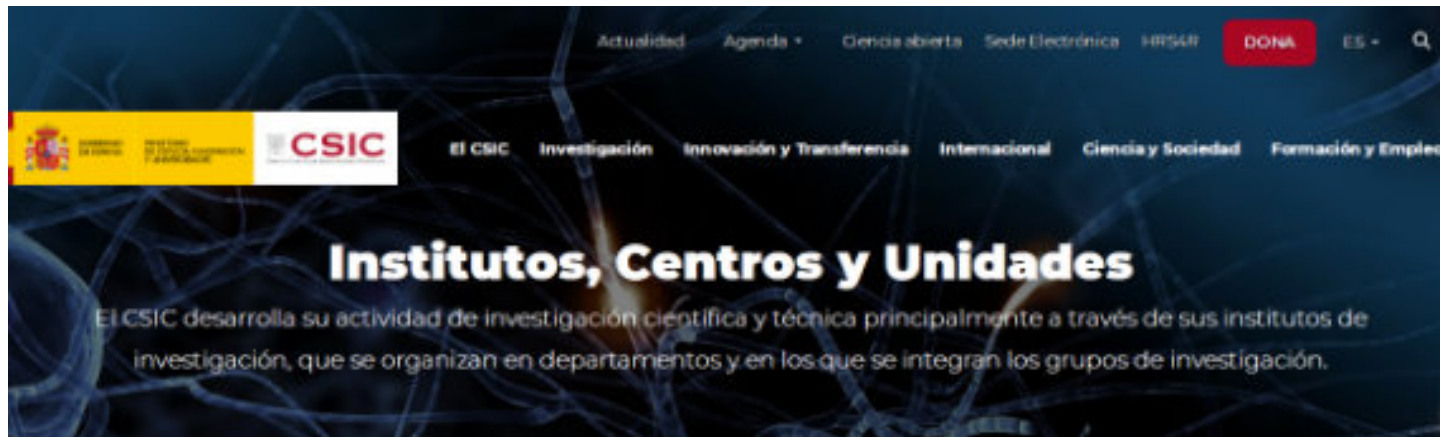 Actualidad Agenda Ciencia abierta Sede Electrónica HRS4R DONA ES
CSIC
El CSIC Investigación Innovación y Transferencia Internacional Ciencia y Sociedad Formación y Empleo
Institutos, Centros y Unidades
El CSIC desarrolla su actividad de investigación científica y técnica principalmente a través de sus institutos de
investigación, que se organizan en departamentos y en los que se integran los grupos de investigación.